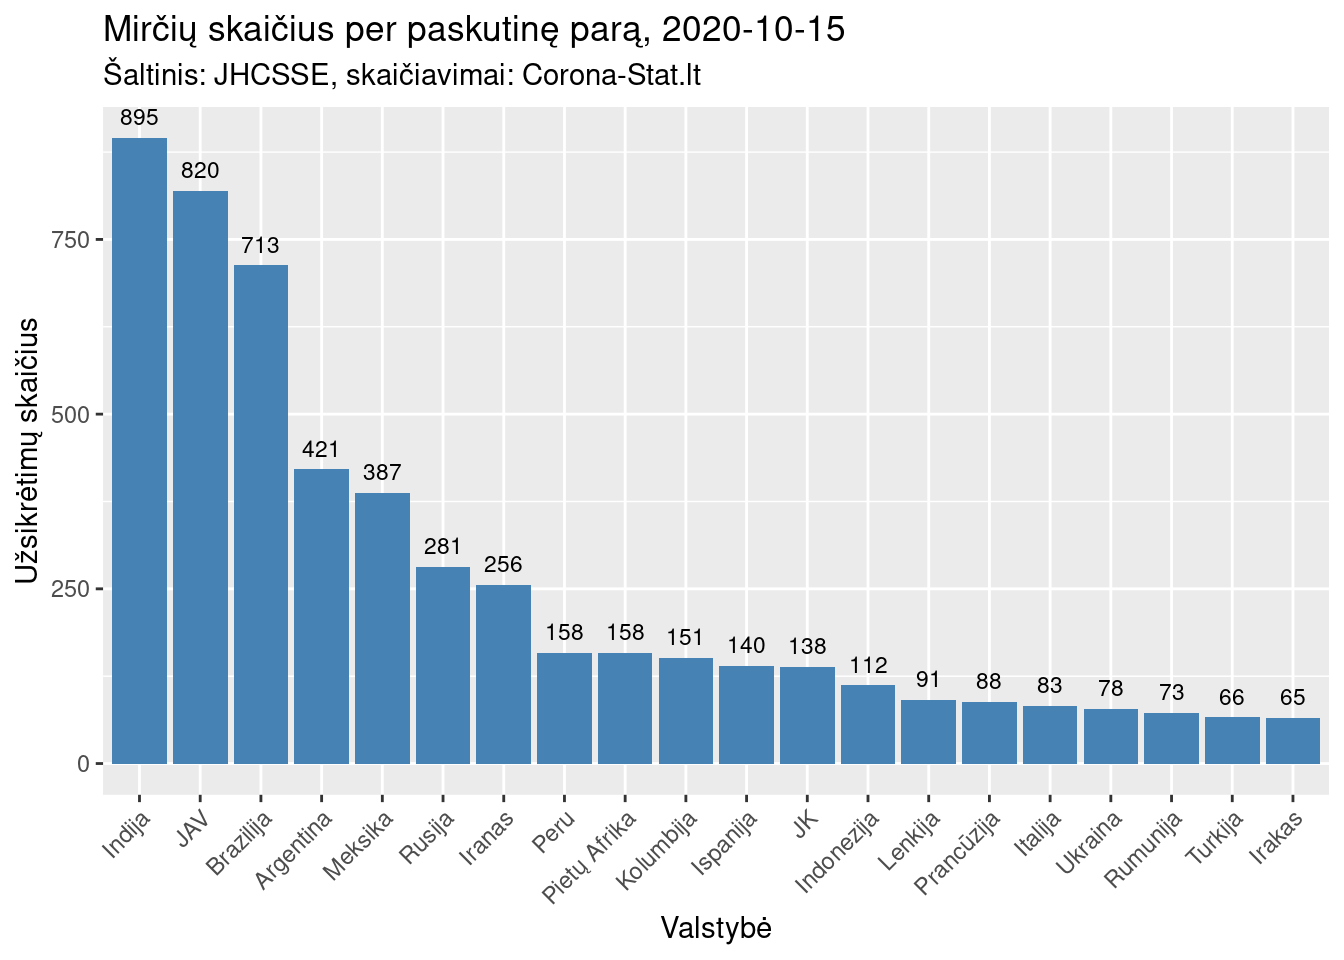 Mirčių skaičius per paskutinę parą, 2020-10-15
Šaltinis: JHCSSE, skaičiavimai: Corona-Stat.lt
895
820
713
421
387
281
256
158
158
151
140
138
112
91
88
83
78
73
66
65
Užsikrėtimų skaičius
750
500
250
0
Indija
JAV
Brazilija
Argentina
Meksika
Rusija
Iranas
Peru
Pietų Afrika
Kolumbija
Ispanija
JK
Indonezija
Lenkija
Prancūzija
Italija
Ukraina
Rumunija
Turkija
Irakas
Valstybė